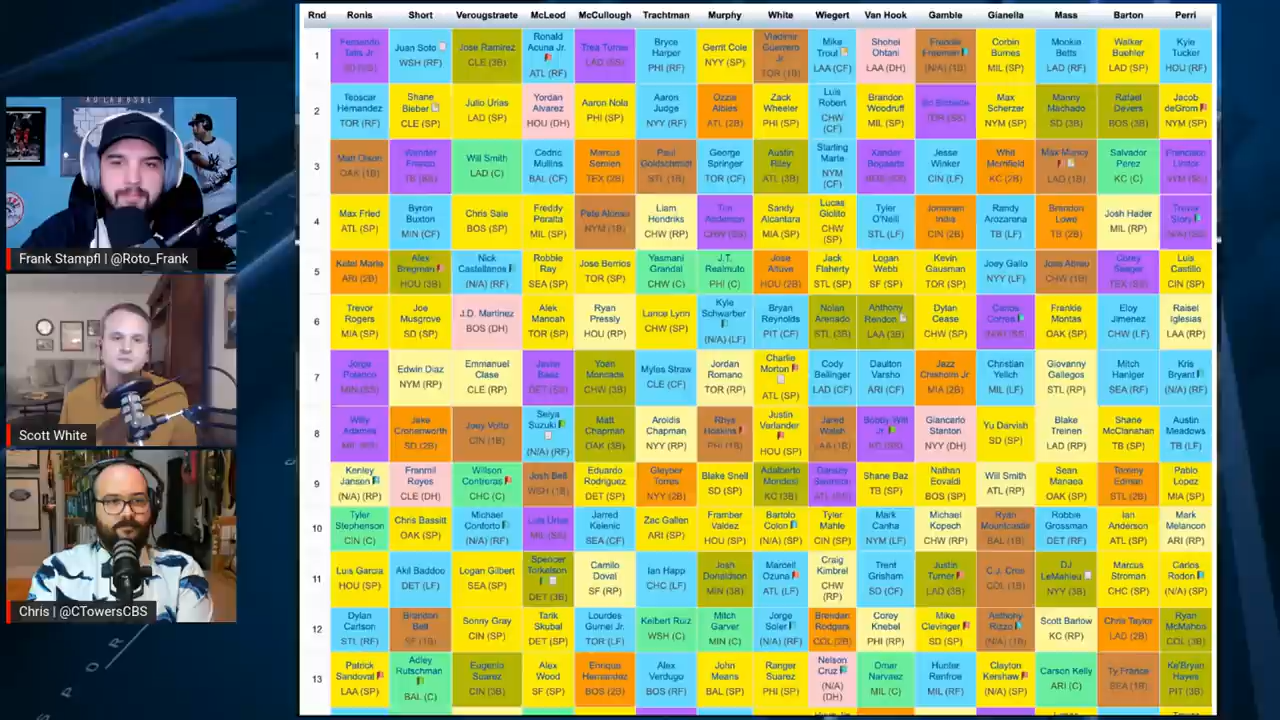 Rnd Ronis Short Verougstraete McLeod McCullough Trachtman Murphy White Wiegert Van Hook Gamble Gianella Mass Barton Perri
1 Fernando Tatis Jr. SD (SS) Juan Soto WSH (RF) Jose Ramirez CLE (3B) Ronald Acuna Jr. ATL (RF) Trea Turner LAD (SS) Bryce Harper PHI (RF) Gerrit Cole NYY (SP) Vladimir Guerrero Jr. TOR (1B) Mike Trout LAA (CF) Shohei Ohtani LAA (DH) Freddie Freeman (N/A) (1B) Corbin Burnes MIL (SP) Mookie Betts LAD (RF) Walker Buehler LAD (SP) Kyle Tucker HOU (RF)
2 Teoscar Hernandez TOR (RF) Shane Bieber CLE (SP) Julio Urias LAD (SP) Yordan Alvarez HOU (DH) Aaron Nola PHI (SP) Aaron Judge NYY (RF) Ozzie Albies ATL (2B) Zack Wheeler PHI (SP) Luis Robert CHW (CF) Brandon Woodruff MIL (SP) Bo Bichette TOR (SS) Max Scherzer NYM (SP) Manny Machado SD (3B) Rafael Devers BOS (3B) Jacob deGrom NYM (SP)
3 Matt Olson OAK (1B) Wander Franco TB (SS) Will Smith LAD (C) Cedric Mullins BAL (CF) Marcus Semien TEX (2B) Paul Goldschmidt STL (1B) George Springer TOR (CF) Austin Riley ATL (3B) Starling Marte NYM (CF) Xander Bogaerts BOS (SS) Jesse Winker CIN (LF) Whit Merrifield KC (2B) Max Muncy LAD (1B) Salvador Perez KC (C) Francisco Lindor NYM (SS)
4 Max Fried ATL (SP) Byron Buxton MIN (CF) Chris Sale BOS (SP) Freddy Peralta MIL (SP) Pete Alonso NYM (1B) Liam Hendriks CHW (RP) Tim Anderson CHW (SS) Sandy Alcantara MIA (SP) Lucas Giolito CHW (SP) Tyler O'Neill STL (LF) Jonathan India CIN (2B) Randy Arozarena TB (LF) Brandon Lowe TB (2B) Josh Hader MIL (RP) Trevor Story (N/A) (SS)
5 Ketel Marte ARI (2B) Alex Bregman HOU (3B) Nick Castellanos (N/A) (RF) Robbie Ray SEA (SP) Jose Berrios TOR (SP) Yasmani Grandal CHW (C) J.T. Realmuto PHI (C) Jose Altuve HOU (2B) Jack Flaherty STL (SP) Logan Webb SF (SP) Kevin Gausman TOR (SP) Joey Gallo NYY (LF) Jose Abreu CHW (1B) Corey Seager TEX (SS) Luis Castillo CIN (SP)
6 Trevor Rogers MIA (SP) Joe Musgrove SD (SP) J.D. Martinez BOS (DH) Alek Manoah TOR (SP) Ryan Pressly HOU (RP) Lance Lynn CHW (SP) Kyle Schwarber (N/A) (LF) Bryan Reynolds PIT (CF) Nolan Arenado STL (3B) Anthony Rendon LAA (3B) Dylan Cease CHW (SP) Carlos Correa (N/A) (SS) Frankie Montas OAK (SP) Eloy Jimenez CHW (LF) Raisel Iglesias LAA (RP)
7 Jorge Polanco MIN (SS) Edwin Diaz NYM (RP) Emmanuel Clase CLE (RP) Javier Baez DET (SS) Yoan Moncada CHW (3B) Myles Straw CLE (CF) Jordan Romano TOR (RP) Charlie Morton ATL (SP) Cody Bellinger LAD (CF) Daulton Varsho ARI (CF) Jazz Chisholm Jr. MIA (2B) Christian Yelich MIL (LF) Giovanny Gallegos STL (RP) Mitch Haniger SEA (RF) Kris Bryant (N/A) (RF)
8 Willy Adames MIL (SS) Jake Cronenworth SD (2B) Joey Votto CIN (1B) Seiya Suzuki (N/A) (RF) Matt Chapman OAK (3B) Aroldis Chapman NYY (RP) Rhys Hoskins PHI (1B) Justin Verlander HOU (SP) Jared Walsh LAA (1B) Bobby Witt Jr. KC (SS) Giancarlo Stanton NYY (DH) Yu Darvish SD (SP) Blake Treinen LAD (RP) Shane McClanahan TB (SP) Austin Meadows TB (LF)
9 Kenley Jansen (N/A) (RP) Franmil Reyes CLE (DH) Willson Contreras CHC (C) Josh Bell WSH (1B) Eduardo Rodriguez DET (SP) Gleyber Torres NYY (2B) Blake Snell SD (SP) Adalberto Mondesi KC (3B) Dansby Swanson ATL (SS) Shane Baz TB (SP) Nathan Eovaldi BOS (SP) Will Smith ATL (RP) Sean Manaea OAK (SP) Tommy Edman STL (2B) Pablo Lopez MIA (SP)
10 Tyler Stephenson CIN (C) Chris Bassitt OAK (SP) Michael Conforto (N/A) (RF) Luis Urias MIL (SS) Jarred Kelenic SEA (CF) Zac Gallen ARI (SP) Framber Valdez HOU (SP) Bartolo Colon (N/A) (SP) Tyler Mahle CIN (SP) Mark Canha NYM (LF) Michael Kopech CHW (RP) Ryan Mountcastle BAL (1B) Robbie Grossman DET (RF) Ian Anderson ATL (SP) Mark Melancon ARI (RP)
11 Luis Garcia HOU (SP) Akil Baddoo DET (LF) Logan Gilbert SEA (SP) Spencer Torkelson DET (3B) Camilo Doval SF (RP) Ian Happ CHC (LF) Josh Donaldson MIN (3B) Marcell Ozuna ATL (LF) Craig Kimbrel CHW (RP) Trent Grisham SD (CF) Justin Turner LAD (3B) C.J. Cron COL (1B) DJ LeMahieu NYY (3B) Marcus Stroman CHC (SP) Carlos Rodon (N/A) (SP)
12 Dylan Carlson STL (RF) Brandon Belt SF (1B) Sonny Gray CIN (SP) Tarik Skubal DET (SP) Lourdes Gurriel Jr. TOR (LF) Keibert Ruiz WSH (C) Mitch Garver MIN (C) Jorge Soler (N/A) (RF) Brendan Rodgers COL (2B) Corey Knebel PHI (RP) Mike Clevinger SD (SP) Anthony Rizzo (N/A) (1B) Scott Barlow KC (RP) Chris Taylor LAD (2B) Ryan McMahon COL (3B)
13 Patrick Sandoval LAA (SP) Adley Rutschman BAL (C) Eugenio Suarez CIN (3B) Alex Wood SF (SP) Enrique Hernandez BOS (2B) Alex Verdugo BOS (RF) John Means BAL (SP) Ranger Suarez PHI (SP) Nelson Cruz (N/A) (DH) Omar Narvaez MIL (C) Hunter Renfroe MIL (RF) Clayton Kershaw (N/A) (SP) Carson Kelly ARI (C) Ty France SEA (1B) Ke'Bryan Hayes PIT (3B)
Frank Stampfl | @Roto_Frank
Scott White
Chris | @CTowersCBS